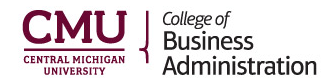 CMU
CENTRAL MICHIGAN
UNIVERSITY
College of
Business
Administration